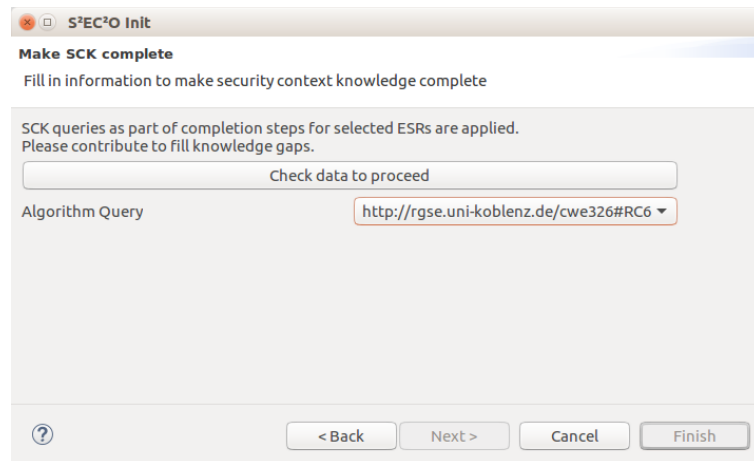 S²EC²O Init
Make SCK complete
Fill in information to make security context knowledge complete
SCK queries as part of completion steps for selected ESRs are applied.
Please contribute to fill knowledge gaps.
Check data to proceed
Algorithm Query
http://rgse.uni-koblenz.de/cwe326#RC6
?
< Back
Next >
Cancel
Finish